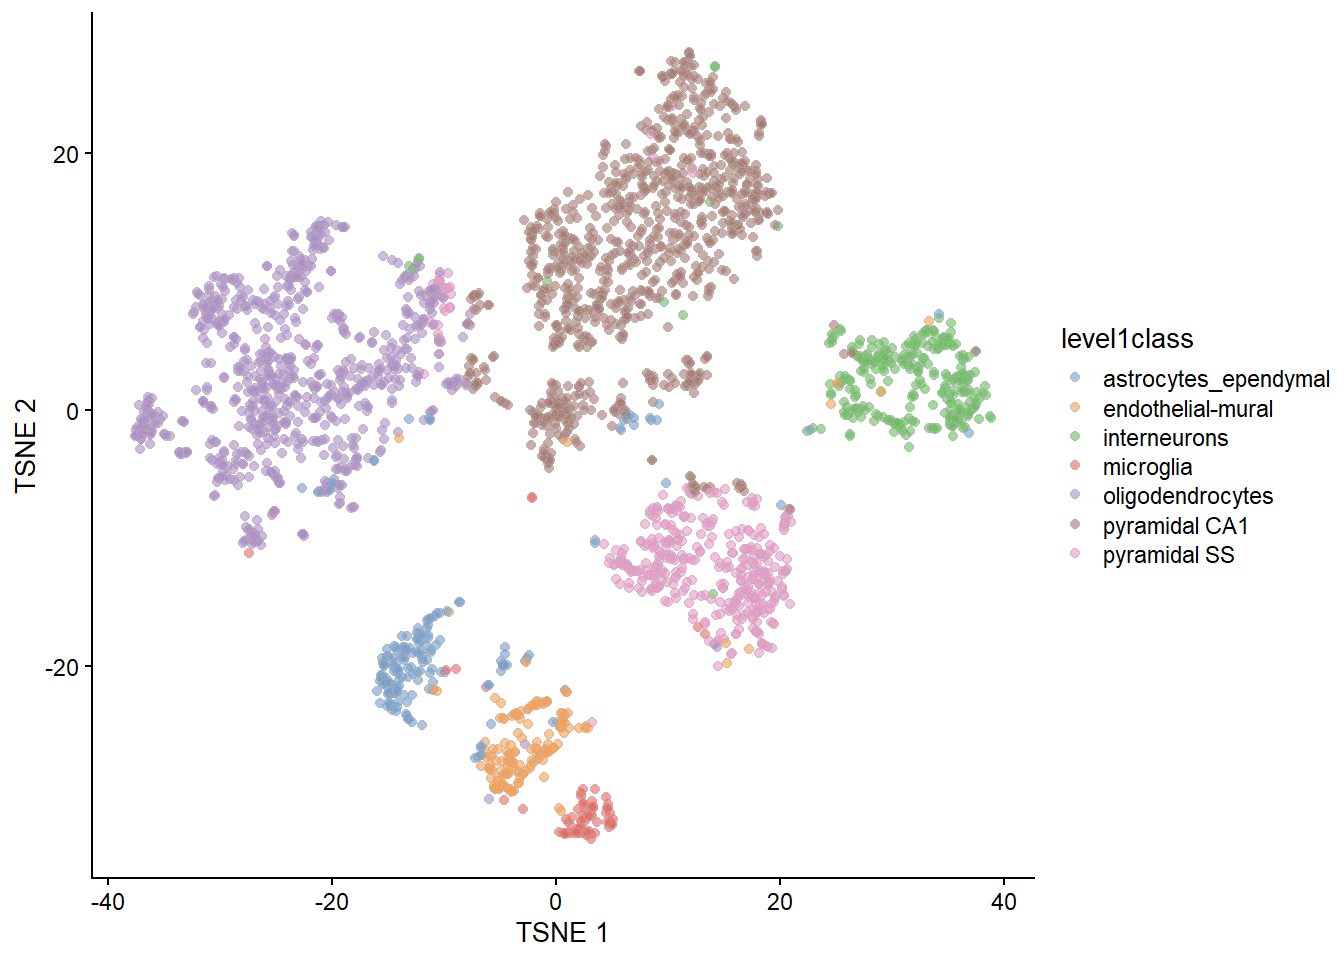 20
0
-20
TSNE 2
-40
-20
0
20
40
TSNE 1
level1class
astrocytes_ependymal
endothelial-mural
interneurons
microglia
oligodendrocytes
pyramidal CA1
pyramidal SS